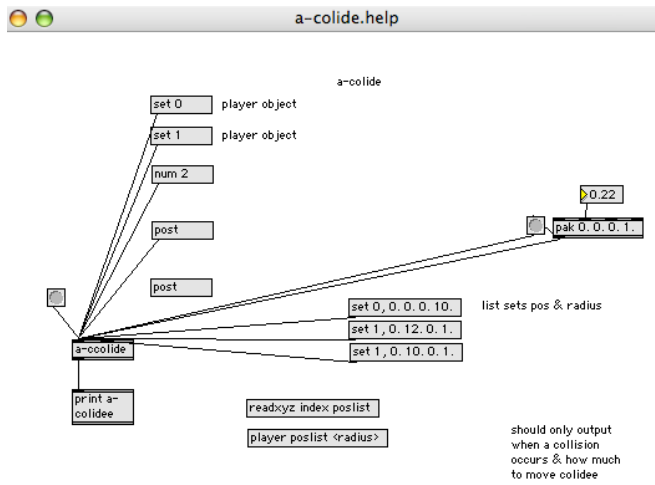 a-colide.help
a-colide
set 0 player object
set 1 player object
num 2
0.22
post
pak 0. 0. 0. 1.
post
set 0, 0. 0. 0. 10. list sets pos & radius
set 1, 0. 12. 0. 1.
set 1, 0. 10. 0. 1.
a-ccolide
print a-
colidee
readxyz index poslist
player poslist <radius>
should only output
when a collision
occurs & how much
to move colidee